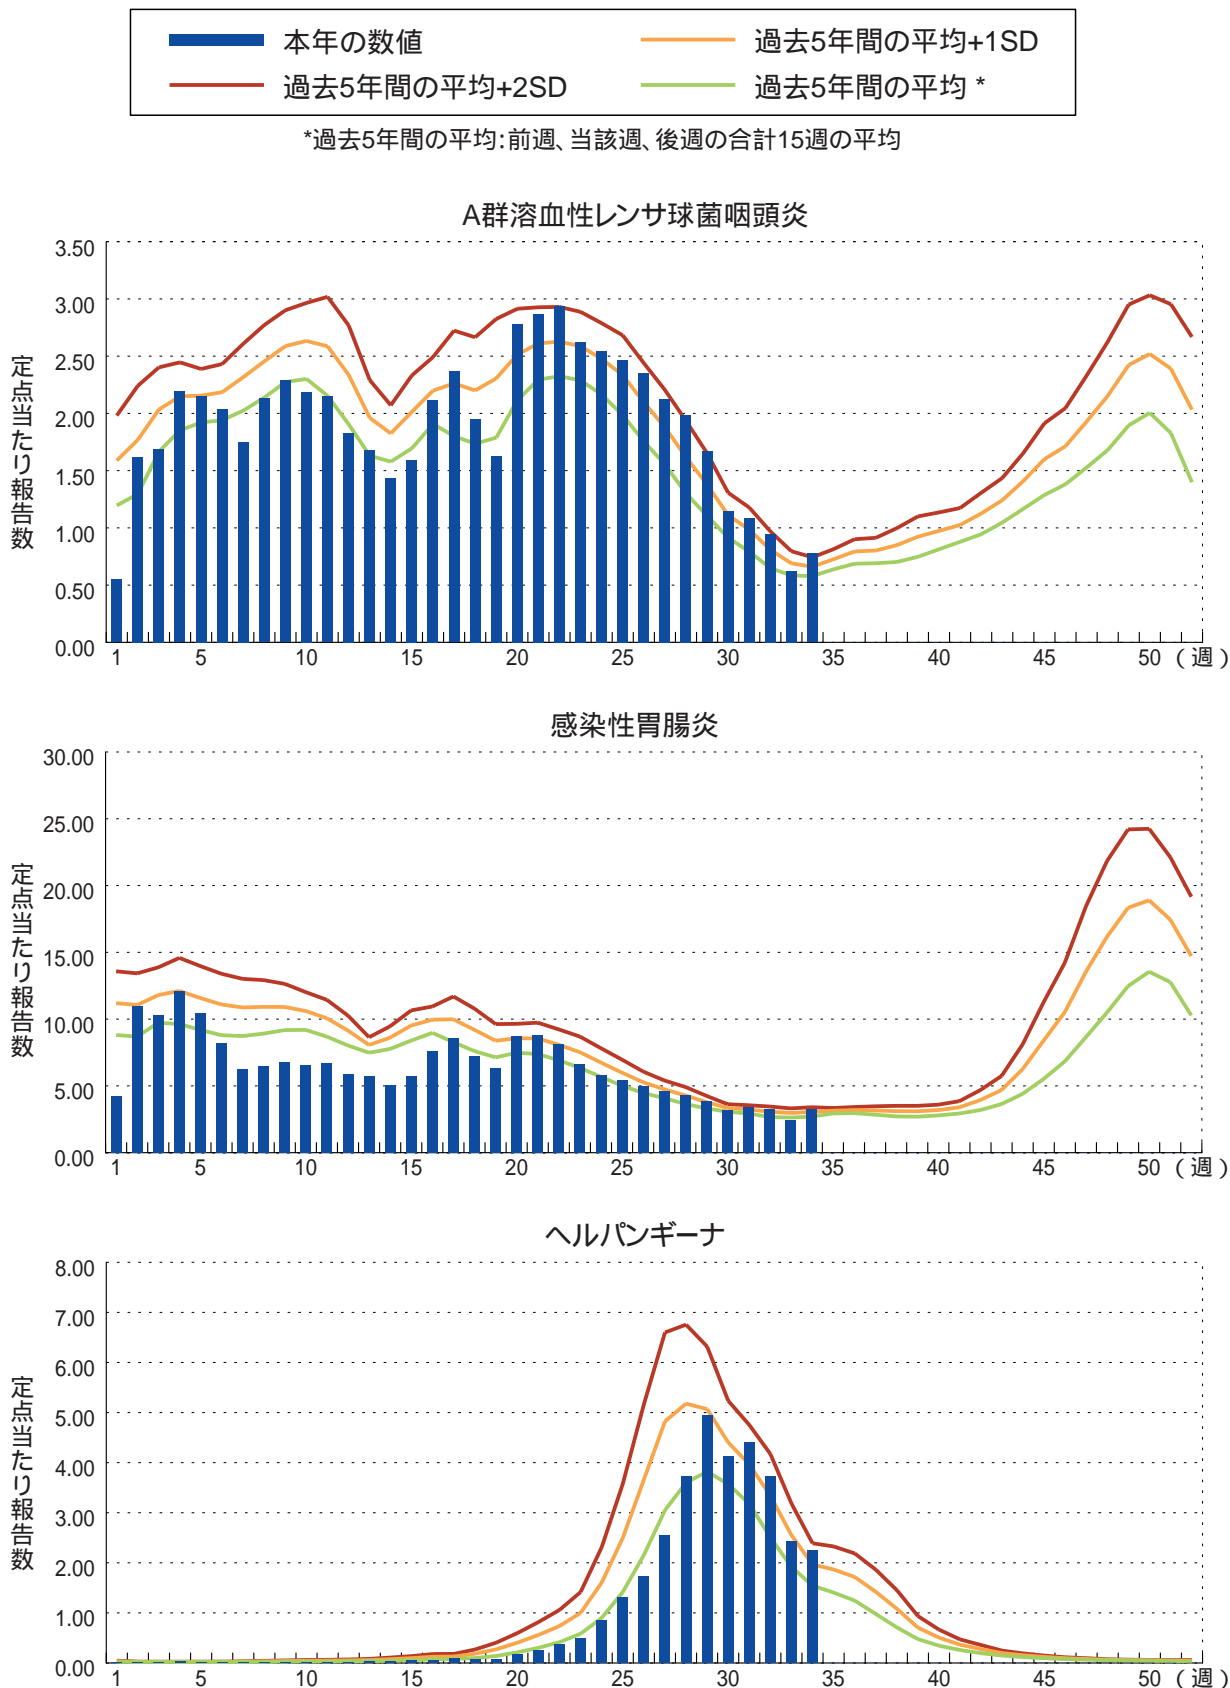 本年の数値
過去5年間の平均+1SD
過去5年間の平均+2SD
過去5年間の平均 *
*過去5年間の平均:前週、当該週、後週の合計15週の平均
A群溶血性レンサ球菌咽頭炎
定点当たり報告数
3.50
3.00
2.50
2.00
1.50
1.00
0.50
0.00
1 5 10 15 20 25 30 35 40 45 50 (週)
感染性胃腸炎
定点当たり報告数
30.00
25.00
20.00
15.00
10.00
5.00
0.00
1 5 10 15 20 25 30 35 40 45 50 (週)
ヘルパンギーナ
定点当たり報告数
8.00
7.00
6.00
5.00
4.00
3.00
2.00
1.00
0.00
1 5 10 15 20 25 30 35 40 45 50 (週)